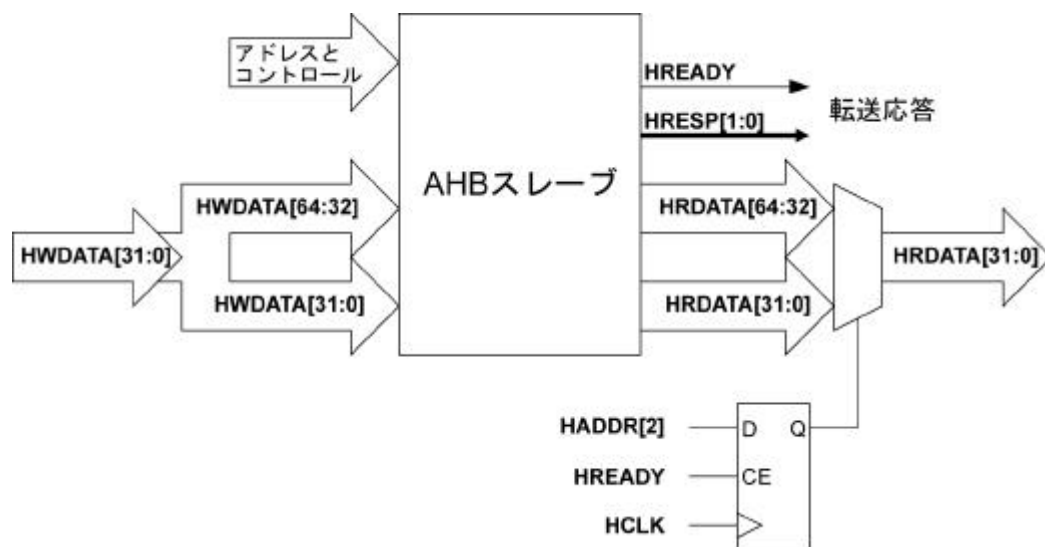 アドレスと
コントロール
HREADY
HRESP[1:0]
転送応答
AHBスレーブ
HWDATA[64:32]
HRDATA[64:32]
HWDATA[31:0]
HRDATA[31:0]
HWDATA[31:0]
HRDATA[31:0]
HADDR[2]
D
Q
HREADY
CE
HCLK